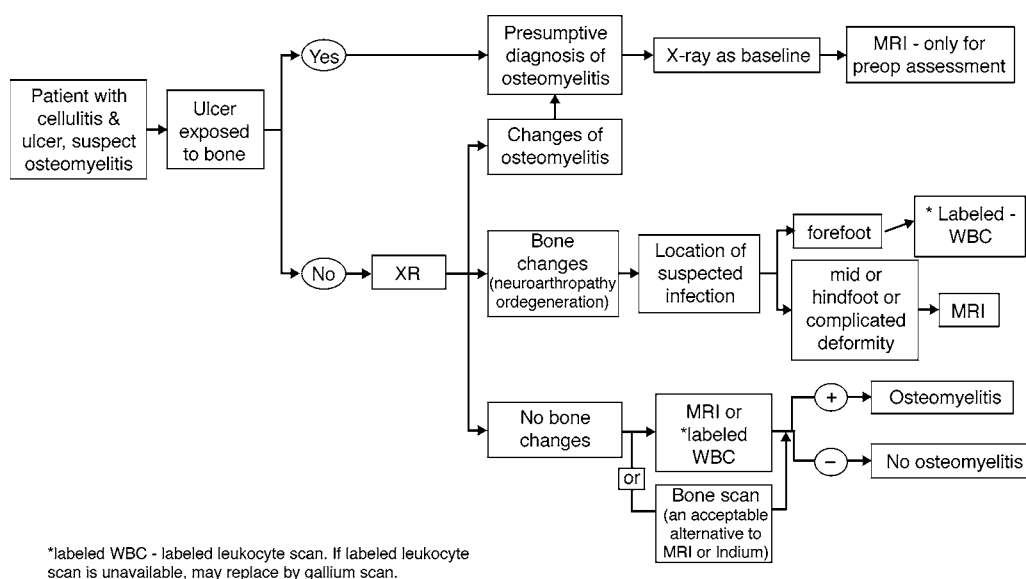 Patient with
cellulitis &
ulcer, suspect
osteomyelitis
Ulcer
exposed
to bone
Yes
Presumptive
diagnosis of
osteomyelitis
X-ray as baseline
MRI - only for
preop assessment
Changes of
osteomyelitis
No
XR
Bone
changes
(neuroarthropathy
ordegeneration)
Location of
suspected
infection
forefoot
* Labeled -
WBC
mid or
hindfoot or
complicated
deformity
MRI
No bone
changes
MRI or
*labeled
WBC
or
Bone scan
(an acceptable
alternative to
MRI or Indium)
+
Osteomyelitis
−
No osteomyelitis
*labeled WBC - labeled leukocyte scan. If labeled leukocyte
scan is unavailable, may replace by gallium scan.